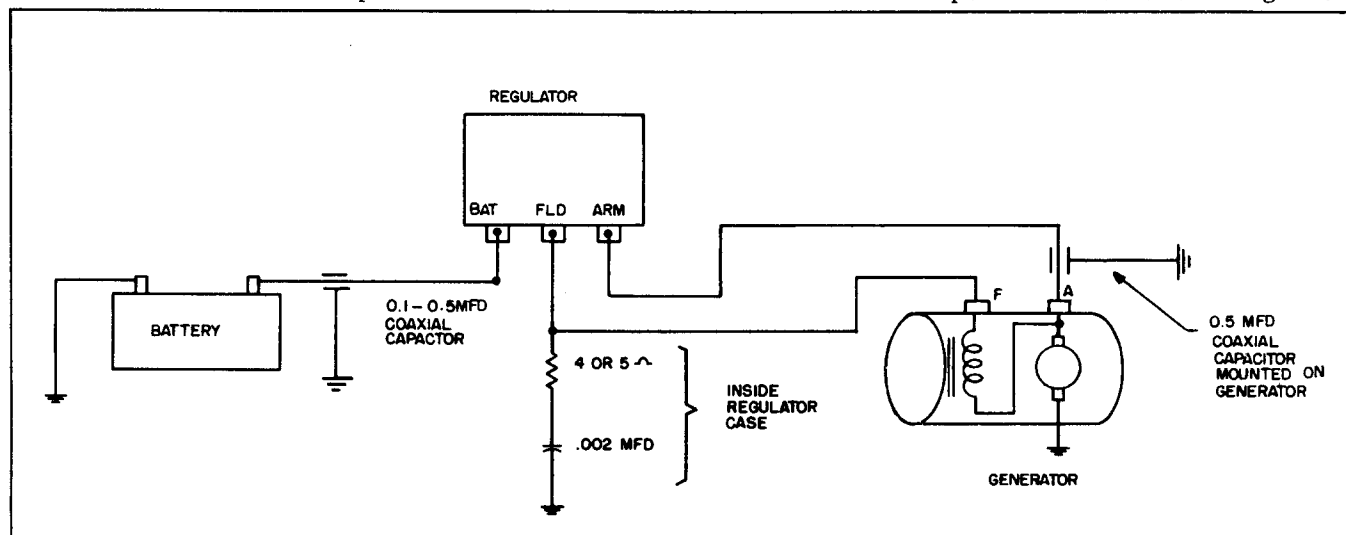 REGULATOR
BAT FLD ARM
BATTERY
0.1-0.5MFD
COAXIAL
CAPACTOR
4 OR 5
.002 MFD
INSIDE
REGULATOR
CASE
F A
0.5 MFD
COAXIAL
CAPACITOR
MOUNTED ON
GENERATOR
GENERATOR